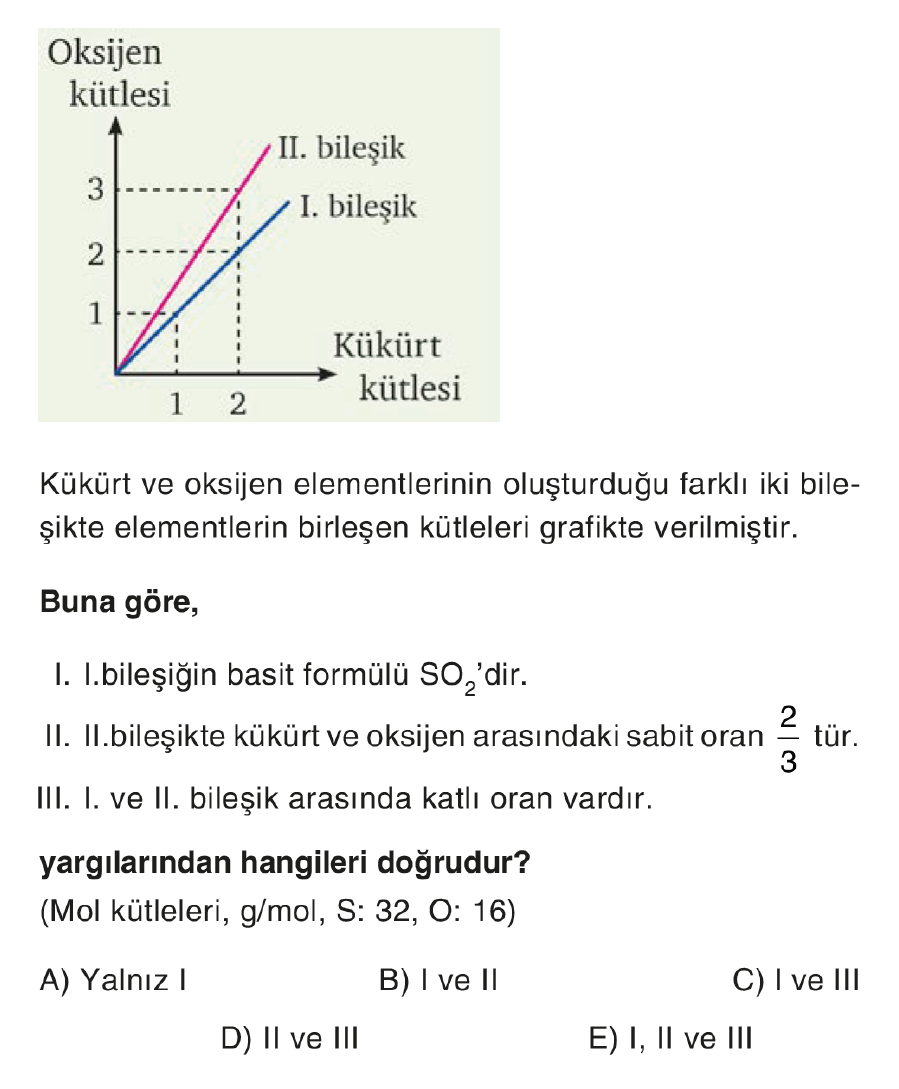 Oksijen
kütlesi
II. bileşik
3
I. bileşik
2
1
Kükürt
kütlesi
1 2
Kükürt ve oksijen elementlerinin oluşturduğu farklı iki bile-
şikte elementlerin birleşen kütleleri grafikte verilmiştir.
Buna göre,
I. I.bileşiğin basit formülü SO₂’dir.
II. II.bileşikte kükürt ve oksijen arasındaki sabit oran 2/3 tür.
III. I. ve II. bileşik arasında katlı oran vardır.
yargılarından hangileri doğrudur?
(Mol kütleleri, g/mol, S: 32, O: 16)
A) Yalnız I B) I ve II C) I ve III
D) II ve III E) I, II ve III